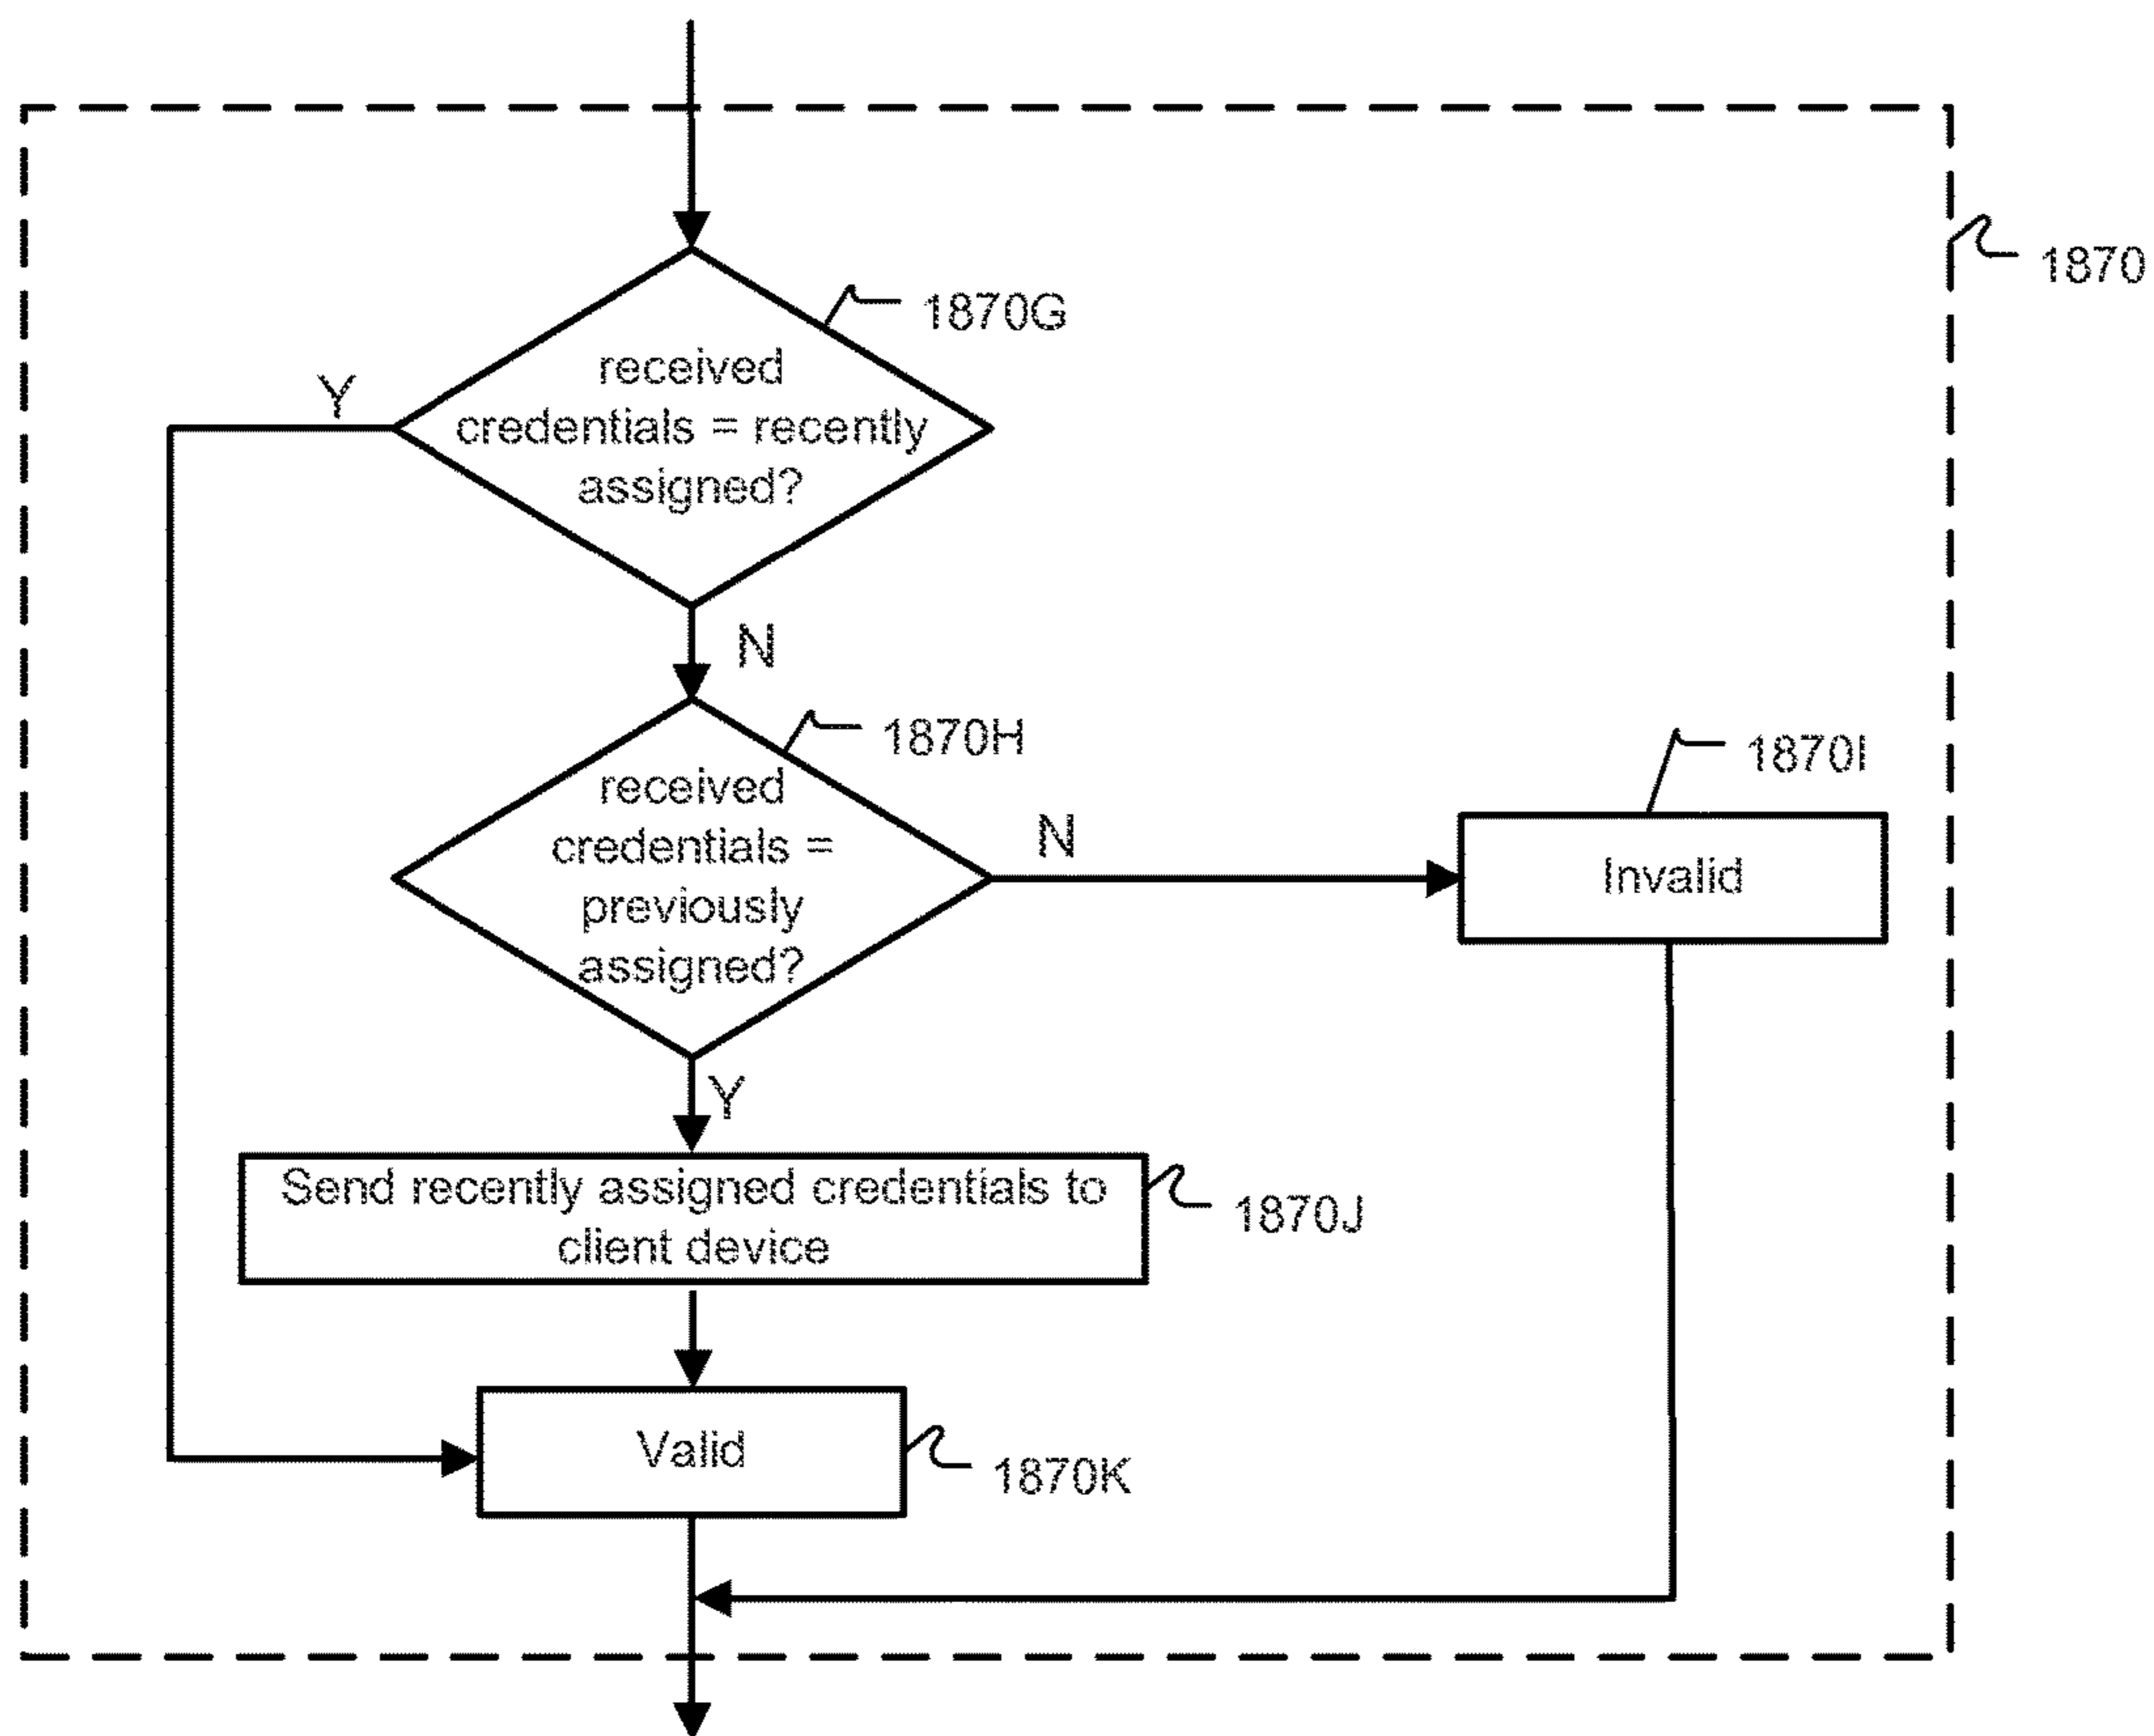 1870
1870G
received
credentials = recently
assigned?
Y
N
1870H
received
credentials =
previously
assigned?
N
1870I
Invalid
Y
Send recently assigned credentials to
client device
1870J
Valid
1870K